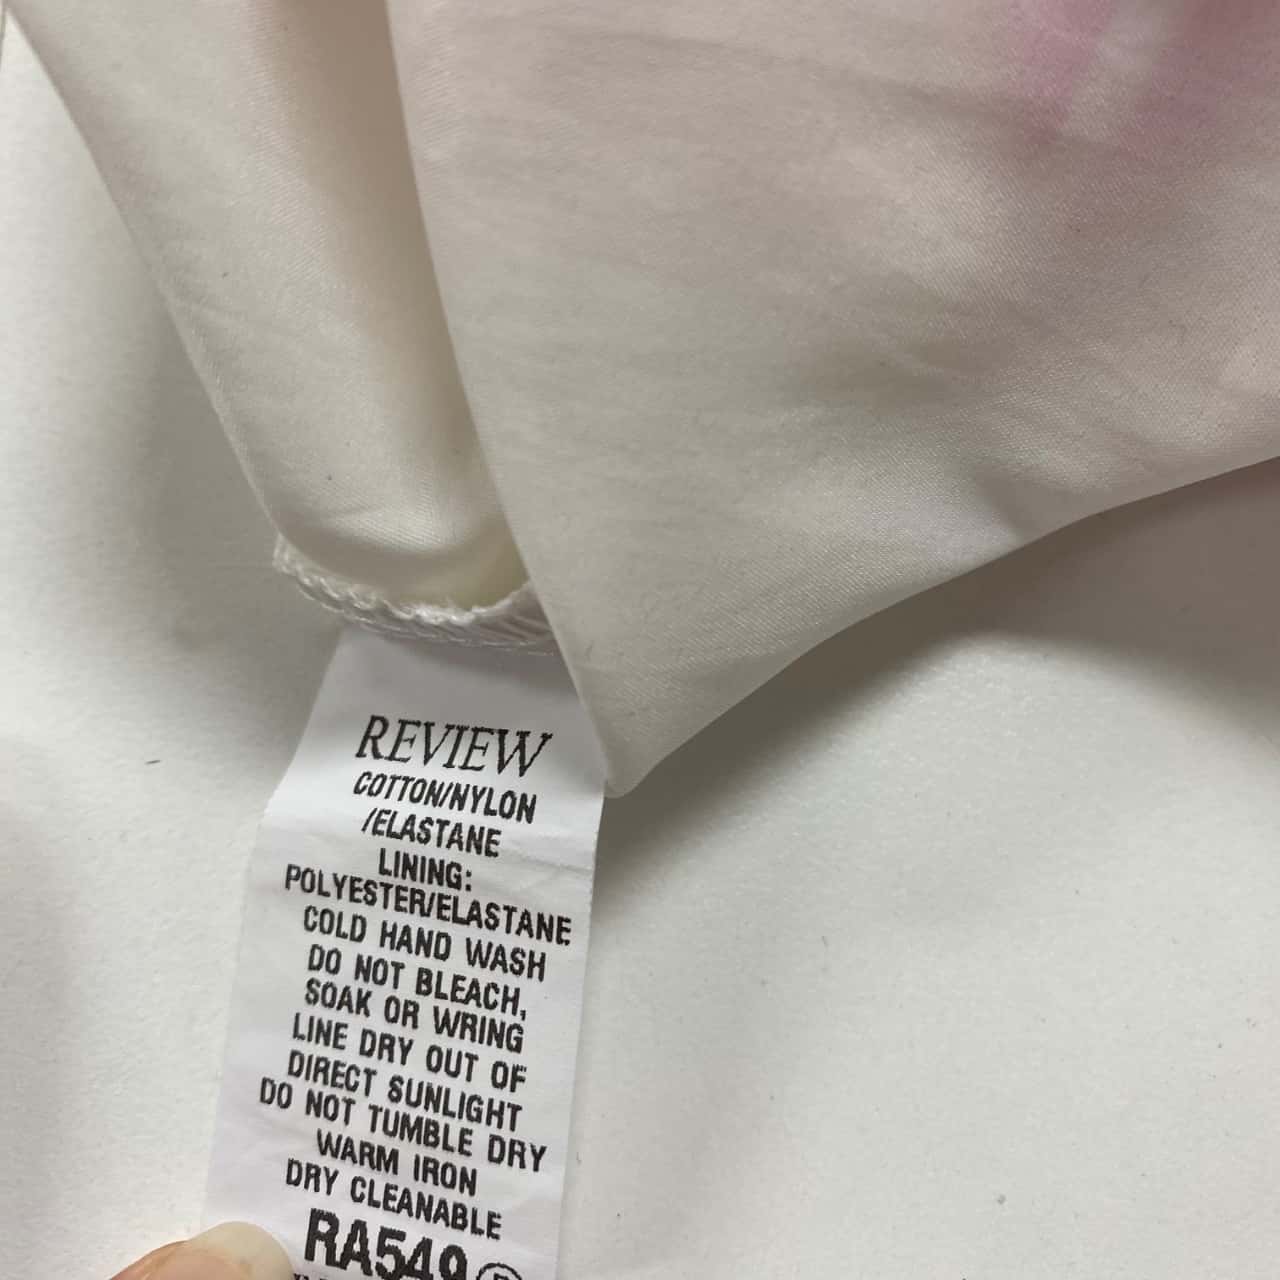 REVIEW
COTTON/NYLON
/ELASTANE
LINING:
POLYESTER/ELASTANE
COLD HAND WASH
DO NOT BLEACH,
SOAK OR WRING
LINE DRY OUT OF
DIRECT SUNLIGHT
DO NOT TUMBLE DRY
WARM IRON
DRY CLEANABLE
RA549